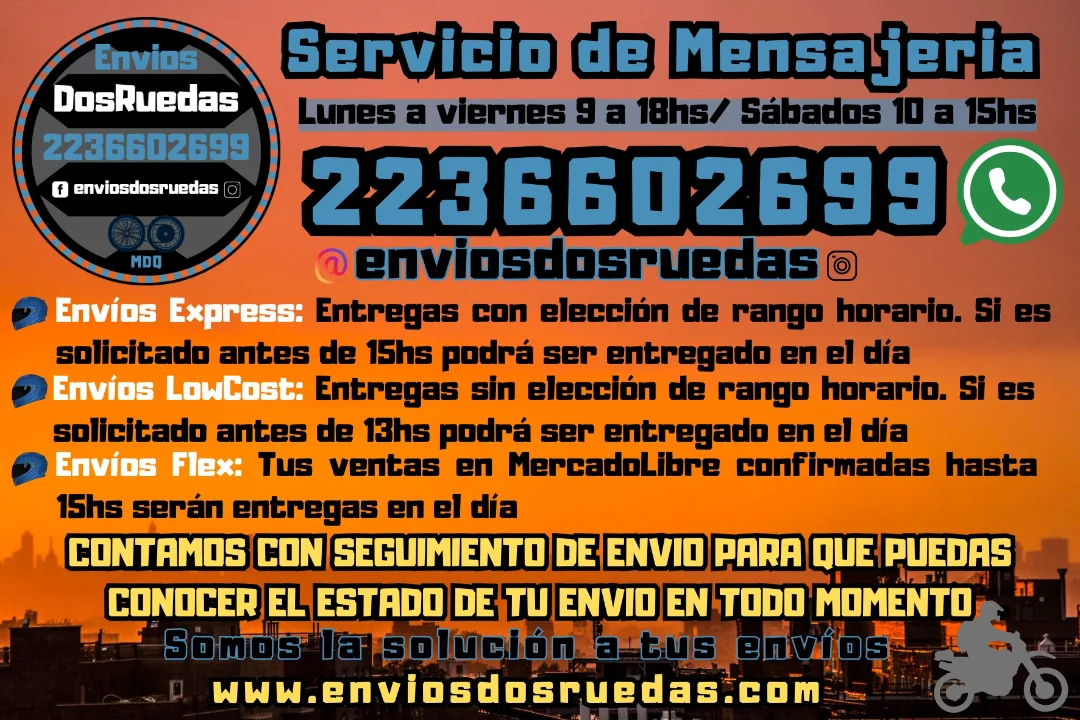 Envios
DosRuedas
2236602699
enviosdosruedas
MDQ
Servicio de Mensajeria
Lunes a viernes 9 a 18hs/ Sábados 10 a 15hs
2236602699
@enviosdosruedas
Envíos Express: Entregas con elección de rango horario. Si es
solicitado antes de 15hs podrá ser entregado en el día
Envíos LowCost: Entregas sin elección de rango horario. Si es
solicitado antes de 13hs podrá ser entregado en el día
Envíos Flex: Tus ventas en MercadoLibre confirmadas hasta
15hs serán entregas en el día
CONTAMOS CON SEGUIMIENTO DE ENVIO PARA QUE PUEDAS
CONOCER EL ESTADO DE TU ENVIO EN TODO MOMENTO
Somos la solución a tus envíos
www.enviosdosruedas.com